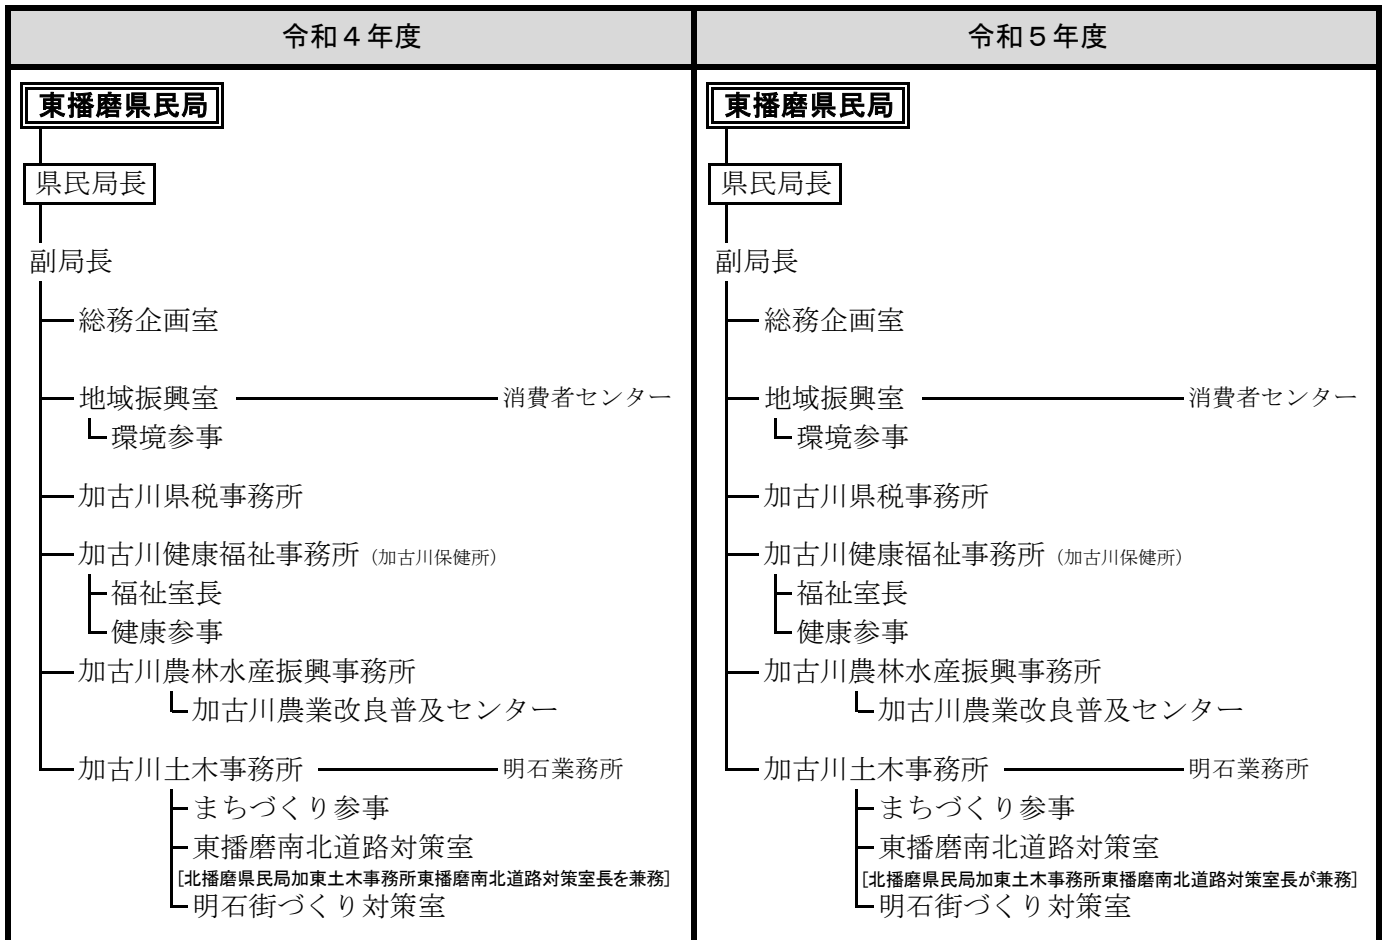 令和４年度
東播磨県民局
県民局長
副局長
総務企画室
地域振興室 消費者センター
環境参事
加古川県税事務所
加古川健康福祉事務所（加古川保健所）
福祉室長
健康参事
加古川農林水産振興事務所
加古川農業改良普及センター
加古川土木事務所 明石業務所
まちづくり参事
東播磨南北道路対策室
[北播磨県民局加東土木事務所東播磨南北道路対策室長を兼務]
明石街づくり対策室
令和５年度
東播磨県民局
県民局長
副局長
総務企画室
地域振興室 消費者センター
環境参事
加古川県税事務所
加古川健康福祉事務所（加古川保健所）
福祉室長
健康参事
加古川農林水産振興事務所
加古川農業改良普及センター
加古川土木事務所 明石業務所
まちづくり参事
東播磨南北道路対策室
[北播磨県民局加東土木事務所東播磨南北道路対策室長が兼務]
明石街づくり対策室